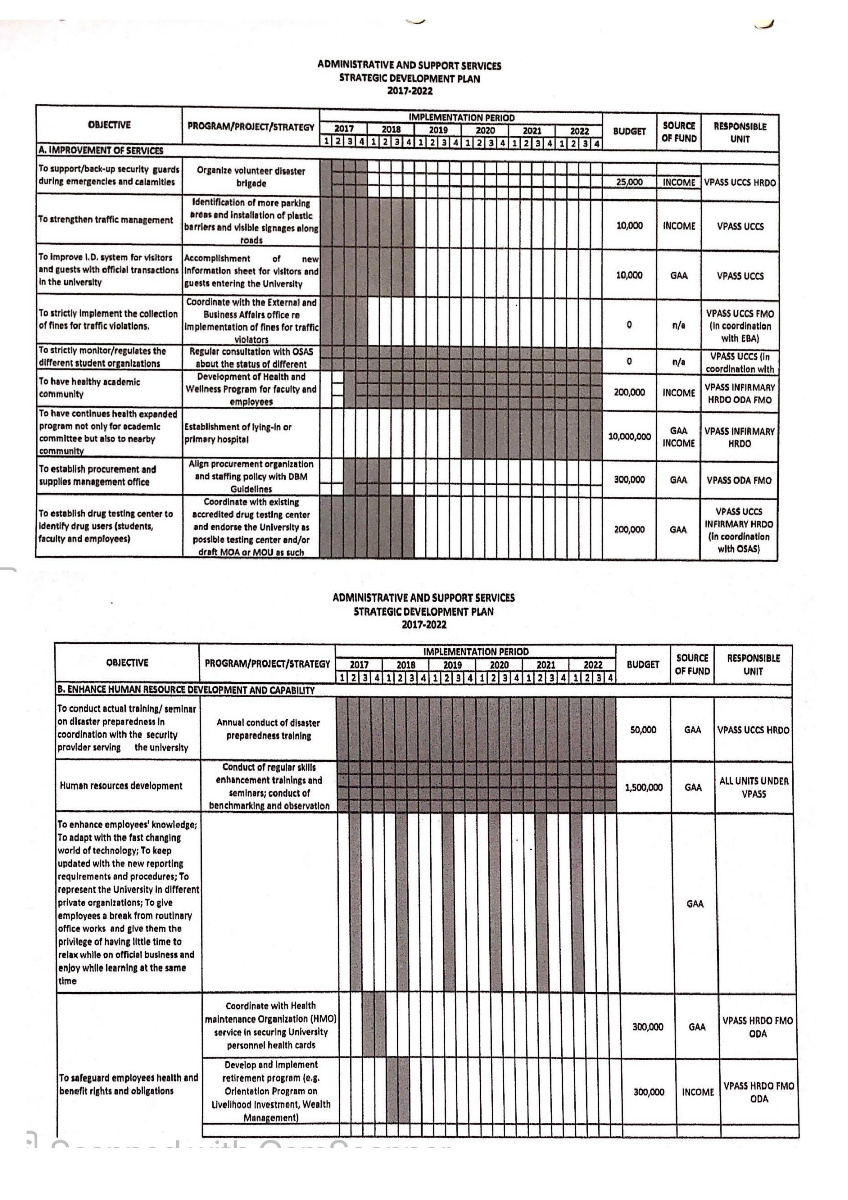 ADMINISTRATIVE AND SUPPORT SERVICES
STRATEGIC DEVELOPMENT PLAN
2017-2022
OBJECTIVE PROGRAM/PROJECT/STRATEGY IMPLEMENTATION PERIOD BUDGET SOURCE OF FUND RESPONSIBLE UNIT
2017 2018 2019 2020 2021 2022
1 2 3 4 1 2 3 4 1 2 3 4 1 2 3 4 1 2 3 4 1 2 3 4
A. IMPROVEMENT OF SERVICES
To support/back-up security guards
during emergencies and calamities
Organize volunteer disaster
brigade
25,000 INCOME VPASS UCCS HRDO
To strengthen traffic management
Identification of more parking
areas and installation of plastic
barriers and visible signages along
roads
10,000 INCOME VPASS UCCS
To improve I.D. system for visitors
and guests with official transactions
in the university
Accomplishment of new
information sheet for visitors and
guests entering the University
10,000 GAA VPASS UCCS
To strictly implement the collection
of fines for traffic violations.
Coordinate with the External and
Business Affairs office re
implementation of fines for traffic
violators
0 n/a
VPASS UCCS FMO
(in coordination
with EBA)
To strictly monitor/regulates the
different student organizations
Regular consultation with OSAS
about the status of different
0 n/a
VPASS UCCS (in
coordination with
To have healthy academic
community
Development of Health and
Wellness Program for faculty and
employees
200,000 INCOME
VPASS INFIRMARY
HRDO ODA FMO
To have continues health expanded
program not only for academic
committee but also to nearby
community
Establishment of lying-in or
primary hospital
10,000,000
GAA
INCOME
VPASS INFIRMARY
HRDO
To establish procurement and
supplies management office
Align procurement organization
and staffing policy with DBM
Guidelines
300,000 GAA VPASS ODA FMO
To establish drug testing center to
identify drug users (students,
faculty and employees)
Coordinate with existing
accredited drug testing center
and endorse the University as
possible testing center and/or
draft MOA or MOU as such
200,000 GAA
VPASS UCCS
INFIRMARY HRDO
(in coordination
with OSAS)
ADMINISTRATIVE AND SUPPORT SERVICES
STRATEGIC DEVELOPMENT PLAN
2017-2022
OBJECTIVE PROGRAM/PROJECT/STRATEGY IMPLEMENTATION PERIOD BUDGET SOURCE OF FUND RESPONSIBLE UNIT
2017 2018 2019 2020 2021 2022
1 2 3 4 1 2 3 4 1 2 3 4 1 2 3 4 1 2 3 4 1 2 3 4
B. ENHANCE HUMAN RESOURCE DEVELOPMENT AND CAPABILITY
To conduct actual training/ seminar
on disaster preparedness in
coordination with the security
provider serving the university
Annual conduct of disaster
preparedness training
50,000 GAA VPASS UCCS HRDO
Human resources development
Conduct of regular skills
enhancement trainings and
seminars; conduct of
benchmarking and observation
1,500,000 GAA
ALL UNITS UNDER
VPASS
To enhance employees' knowledge;
To adapt with the fast changing
world of technology; To keep
updated with the new reporting
requirements and procedures; To
represent the University in different
private organizations; To give
employees a break from routinary
office works and give them the
privilege of having little time to
relax while on official business and
enjoy while learning at the same
time
GAA
To safeguard employees health and
benefit rights and obligations
Coordinate with Health
maintenance Organization (HMO)
service in securing University
personnel health cards
300,000 GAA
VPASS HRDO FMO
ODA
Develop and implement
retirement program (e.g.
Orientation Program on
Livelihood Investment, Wealth
Management)
300,000 INCOME
VPASS HRDO FMO
ODA